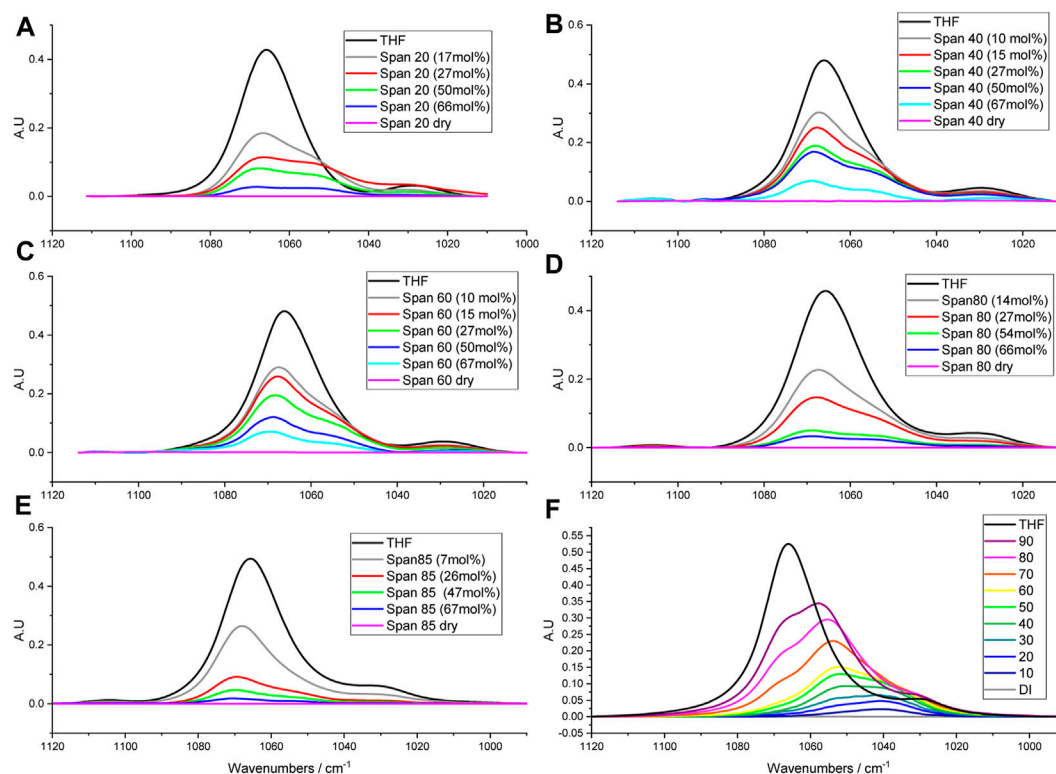 A
0.4
0.2
0.0
A.U
1120
1100
1080
1060
1040
1020
1000
THF
Span 20 (17mol%)
Span 20 (27mol%)
Span 20 (50mol%)
Span 20 (66mol%)
Span 20 dry
B
0.6
0.4
0.2
0.0
A.U
1120
1100
1080
1060
1040
1020
THF
Span 40 (10 mol%)
Span 40 (15 mol%)
Span 40 (27mol%)
Span 40 (50mol%)
Span 40 (67mol%)
Span 40 dry
C
0.6
0.4
0.2
0.0
A.U
1120
1100
1080
1060
1040
1020
THF
Span 60 (10 mol%)
Span 60 (15 mol%)
Span 60 (27mol%)
Span 60 (50mol%)
Span 60 (67mol%)
Span 60 dry
D
0.4
0.2
0.0
A.U
1120
1100
1080
1060
1040
1020
THF
Span80 (14mol%)
Span 80 (27mol%)
Span 80 (54mol%)
Span 80 (66mol%
Span 80 dry
E
0.6
0.4
0.2
0.0
A.U
1120
1100
1080
1060
1040
1020
1000
Wavenumbers / cm-1
THF
Span85 (7mol%)
Span 85 (26mol%)
Span 85 (47mol%)
Span 85 (67mol%)
Span 85 dry
F
0.55
0.50
0.45
0.40
0.35
0.30
0.25
0.20
0.15
0.10
0.05
0.00
-0.05
A.U
1120
1100
1080
1060
1040
1020
1000
Wavenumbers / cm-1
THF
90
80
70
60
50
40
30
20
10
DI